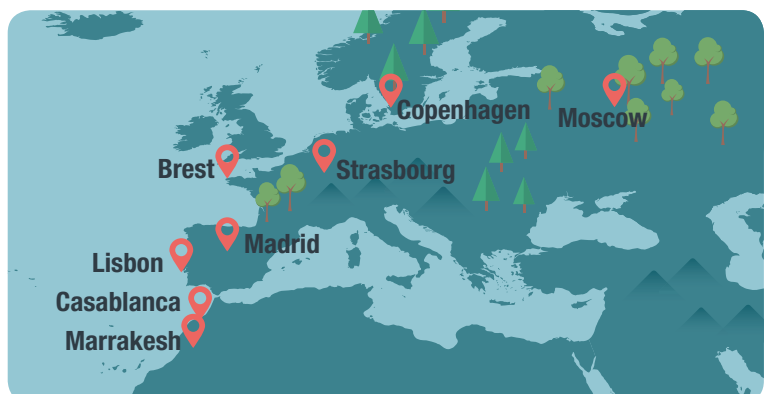 Copenhagen
Moscow
Brest
Strasbourg
Madrid
Lisbon
Casablanca
Marrakesh